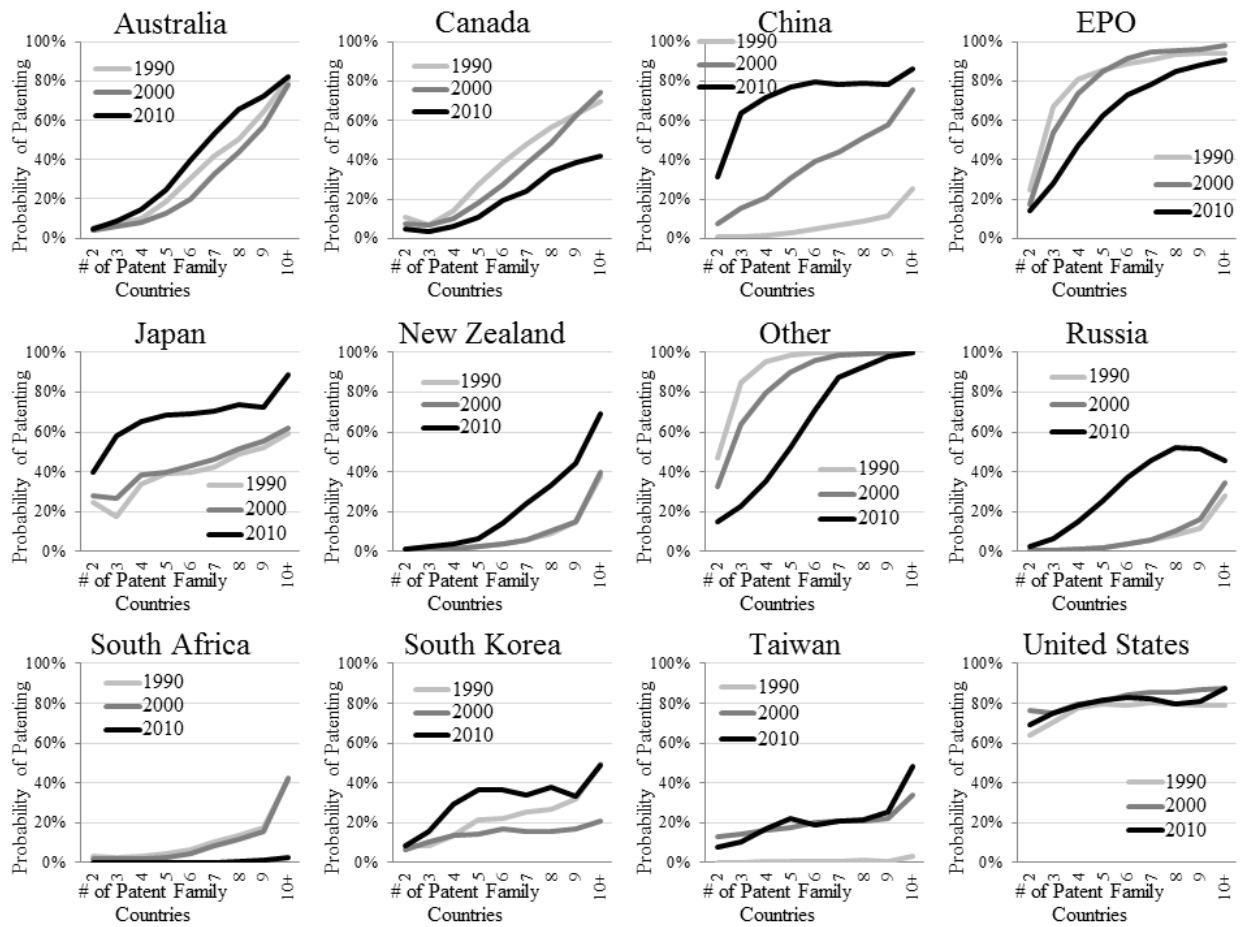 Australia
Probability of Patenting
100%
80%
60%
40%
20%
0%
1990
2000
2010
2 3 4 5 6 7 8 9 10+
# of Patent Family
Countries
Canada
Probability of Patenting
100%
80%
60%
40%
20%
0%
1990
2000
2010
2 3 4 5 6 7 8 9 10+
# of Patent Family
Countries
China
Probability of Patenting
100%
80%
60%
40%
20%
0%
1990
2000
2010
2 3 4 5 6 7 8 9 10+
# of Patent Family
Countries
EPO
Probability of Patenting
100%
80%
60%
40%
20%
0%
1990
2000
2010
2 3 4 5 6 7 8 9 10+
# of Patent Family
Countries
Japan
Probability of Patenting
100%
80%
60%
40%
20%
0%
1990
2000
2010
2 3 4 5 6 7 8 9 10+
# of Patent Family
Countries
New Zealand
Probability of Patenting
100%
80%
60%
40%
20%
0%
1990
2000
2010
2 3 4 5 6 7 8 9 10+
# of Patent Family
Countries
Other
Probability of Patenting
100%
80%
60%
40%
20%
0%
1990
2000
2010
2 3 4 5 6 7 8 9 10+
# of Patent Family
Countries
Russia
Probability of Patenting
100%
80%
60%
40%
20%
0%
1990
2000
2010
2 3 4 5 6 7 8 9 10+
# of Patent Family
Countries
South Africa
Probability of Patenting
100%
80%
60%
40%
20%
0%
1990
2000
2010
2 3 4 5 6 7 8 9 10+
# of Patent Family
Countries
South Korea
Probability of Patenting
100%
80%
60%
40%
20%
0%
1990
2000
2010
2 3 4 5 6 7 8 9 10+
# of Patent Family
Countries
Taiwan
Probability of Patenting
100%
80%
60%
40%
20%
0%
1990
2000
2010
2 3 4 5 6 7 8 9 10+
# of Patent Family
Countries
United States
Probability of Patenting
100%
80%
60%
40%
20%
0%
1990
2000
2010
2 3 4 5 6 7 8 9 10+
# of Patent Family
Countries